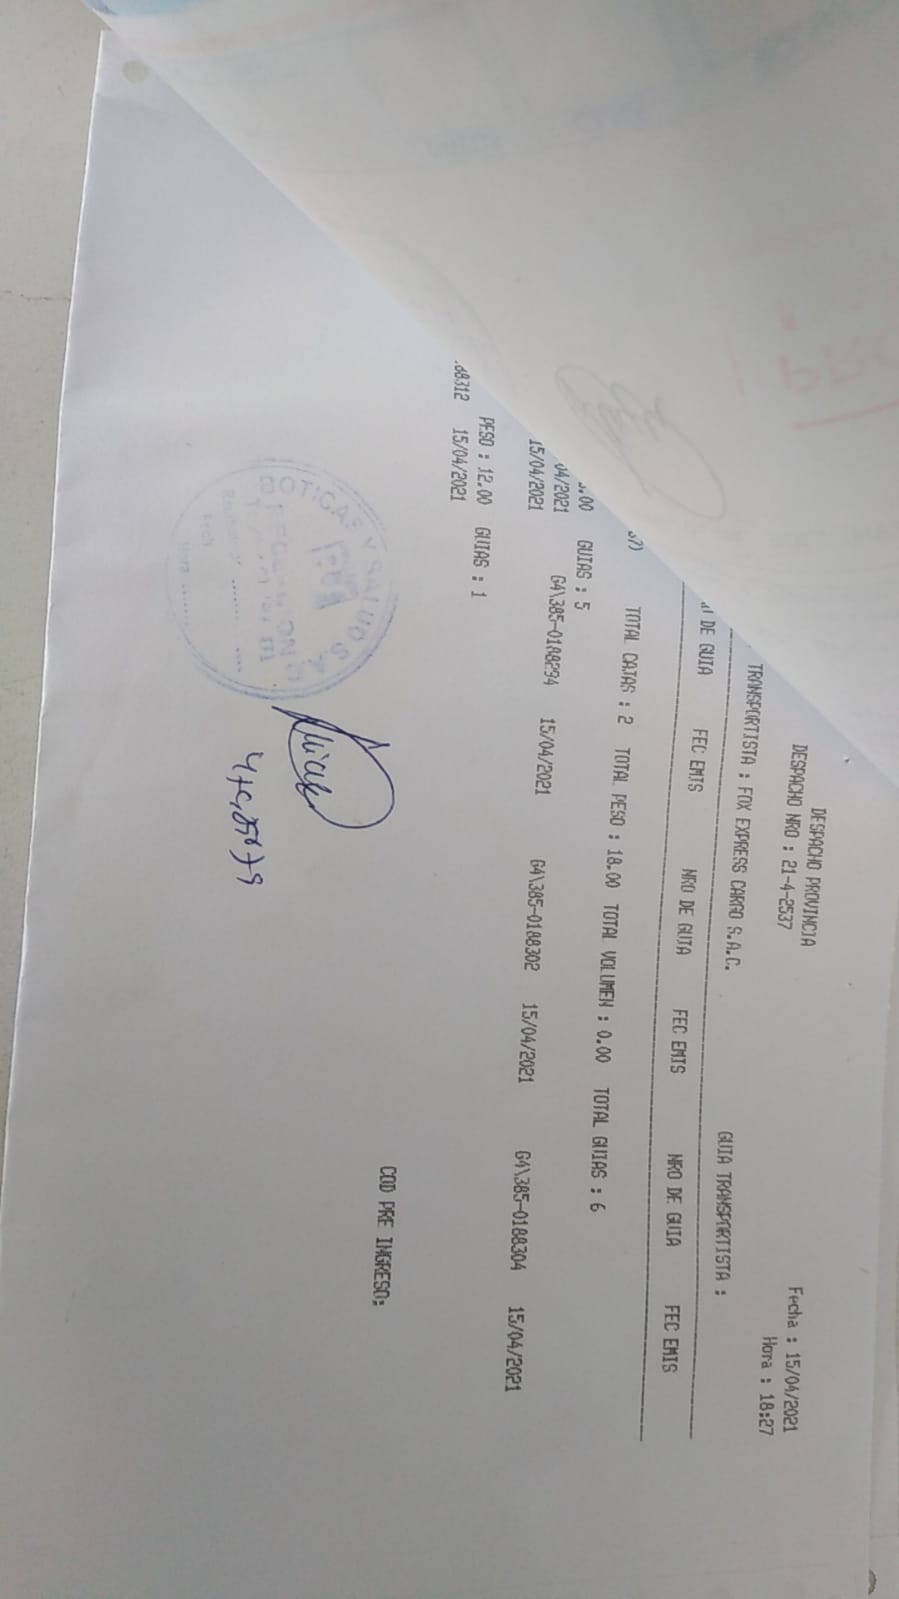 DESPACHO PROVINCIA
Fecha : 15/04/2021
DESPACHO NRO : 21-4-2537
Hora : 18:27
TRANSPORTISTA : FOX EXPRESS CARGO S.A.C.
GUIA TRANSPORTISTA :
DE GUIA FEC EMIS NRO DE GUIA FEC EMIS NRO DE GUIA FEC EMIS
TOTAL CAJAS : 2 TOTAL PESO : 18.00 TOTAL VOLUMEN : 0.00 TOTAL GUIAS : 6
.00 GUIAS : 5
04/2021 G4\385-0188294 15/04/2021 G4\385-0188302 15/04/2021 G4\385-0188304 15/04/2021
15/04/2021
PESO : 12.00 GUIAS : 1
88312 15/04/2021
COD PRE INGRESO:
BOTICAS Y SALUD S.A.